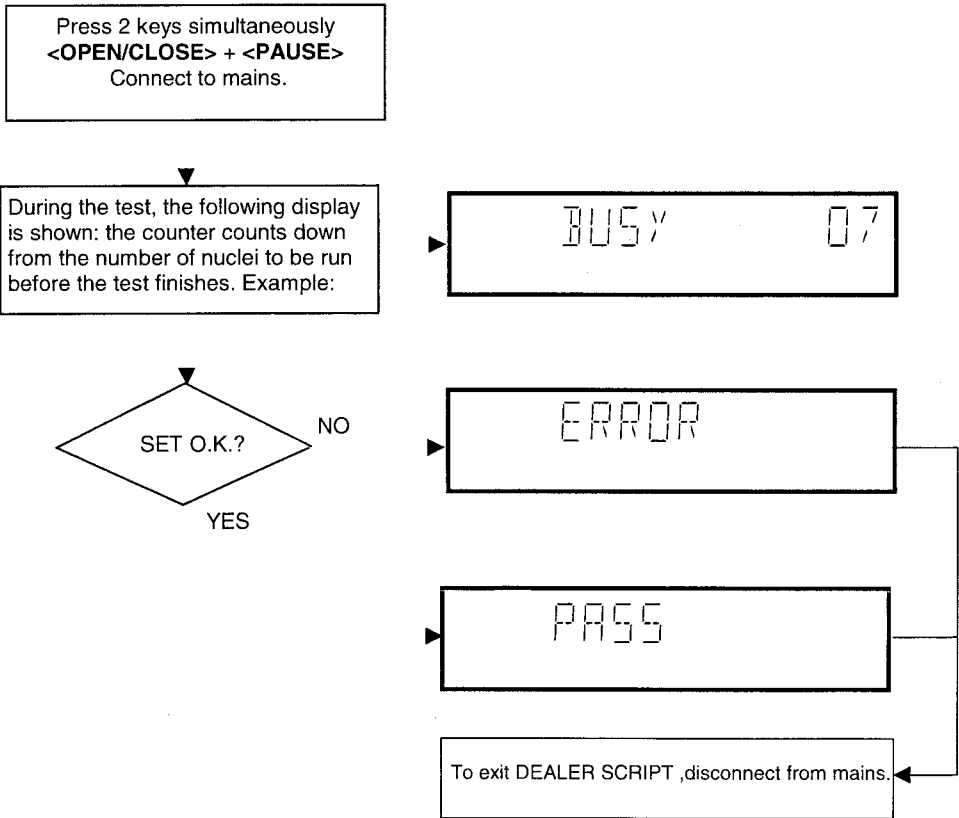 Press 2 keys simultaneously
<OPEN/CLOSE> + <PAUSE>
Connect to mains.
During the test, the following display
is shown: the counter counts down
from the number of nuclei to be run
before the test finishes. Example:
BUSY 07
SET O.K.?
NO
ERROR
YES
PASS
To exit DEALER SCRIPT ,disconnect from mains.